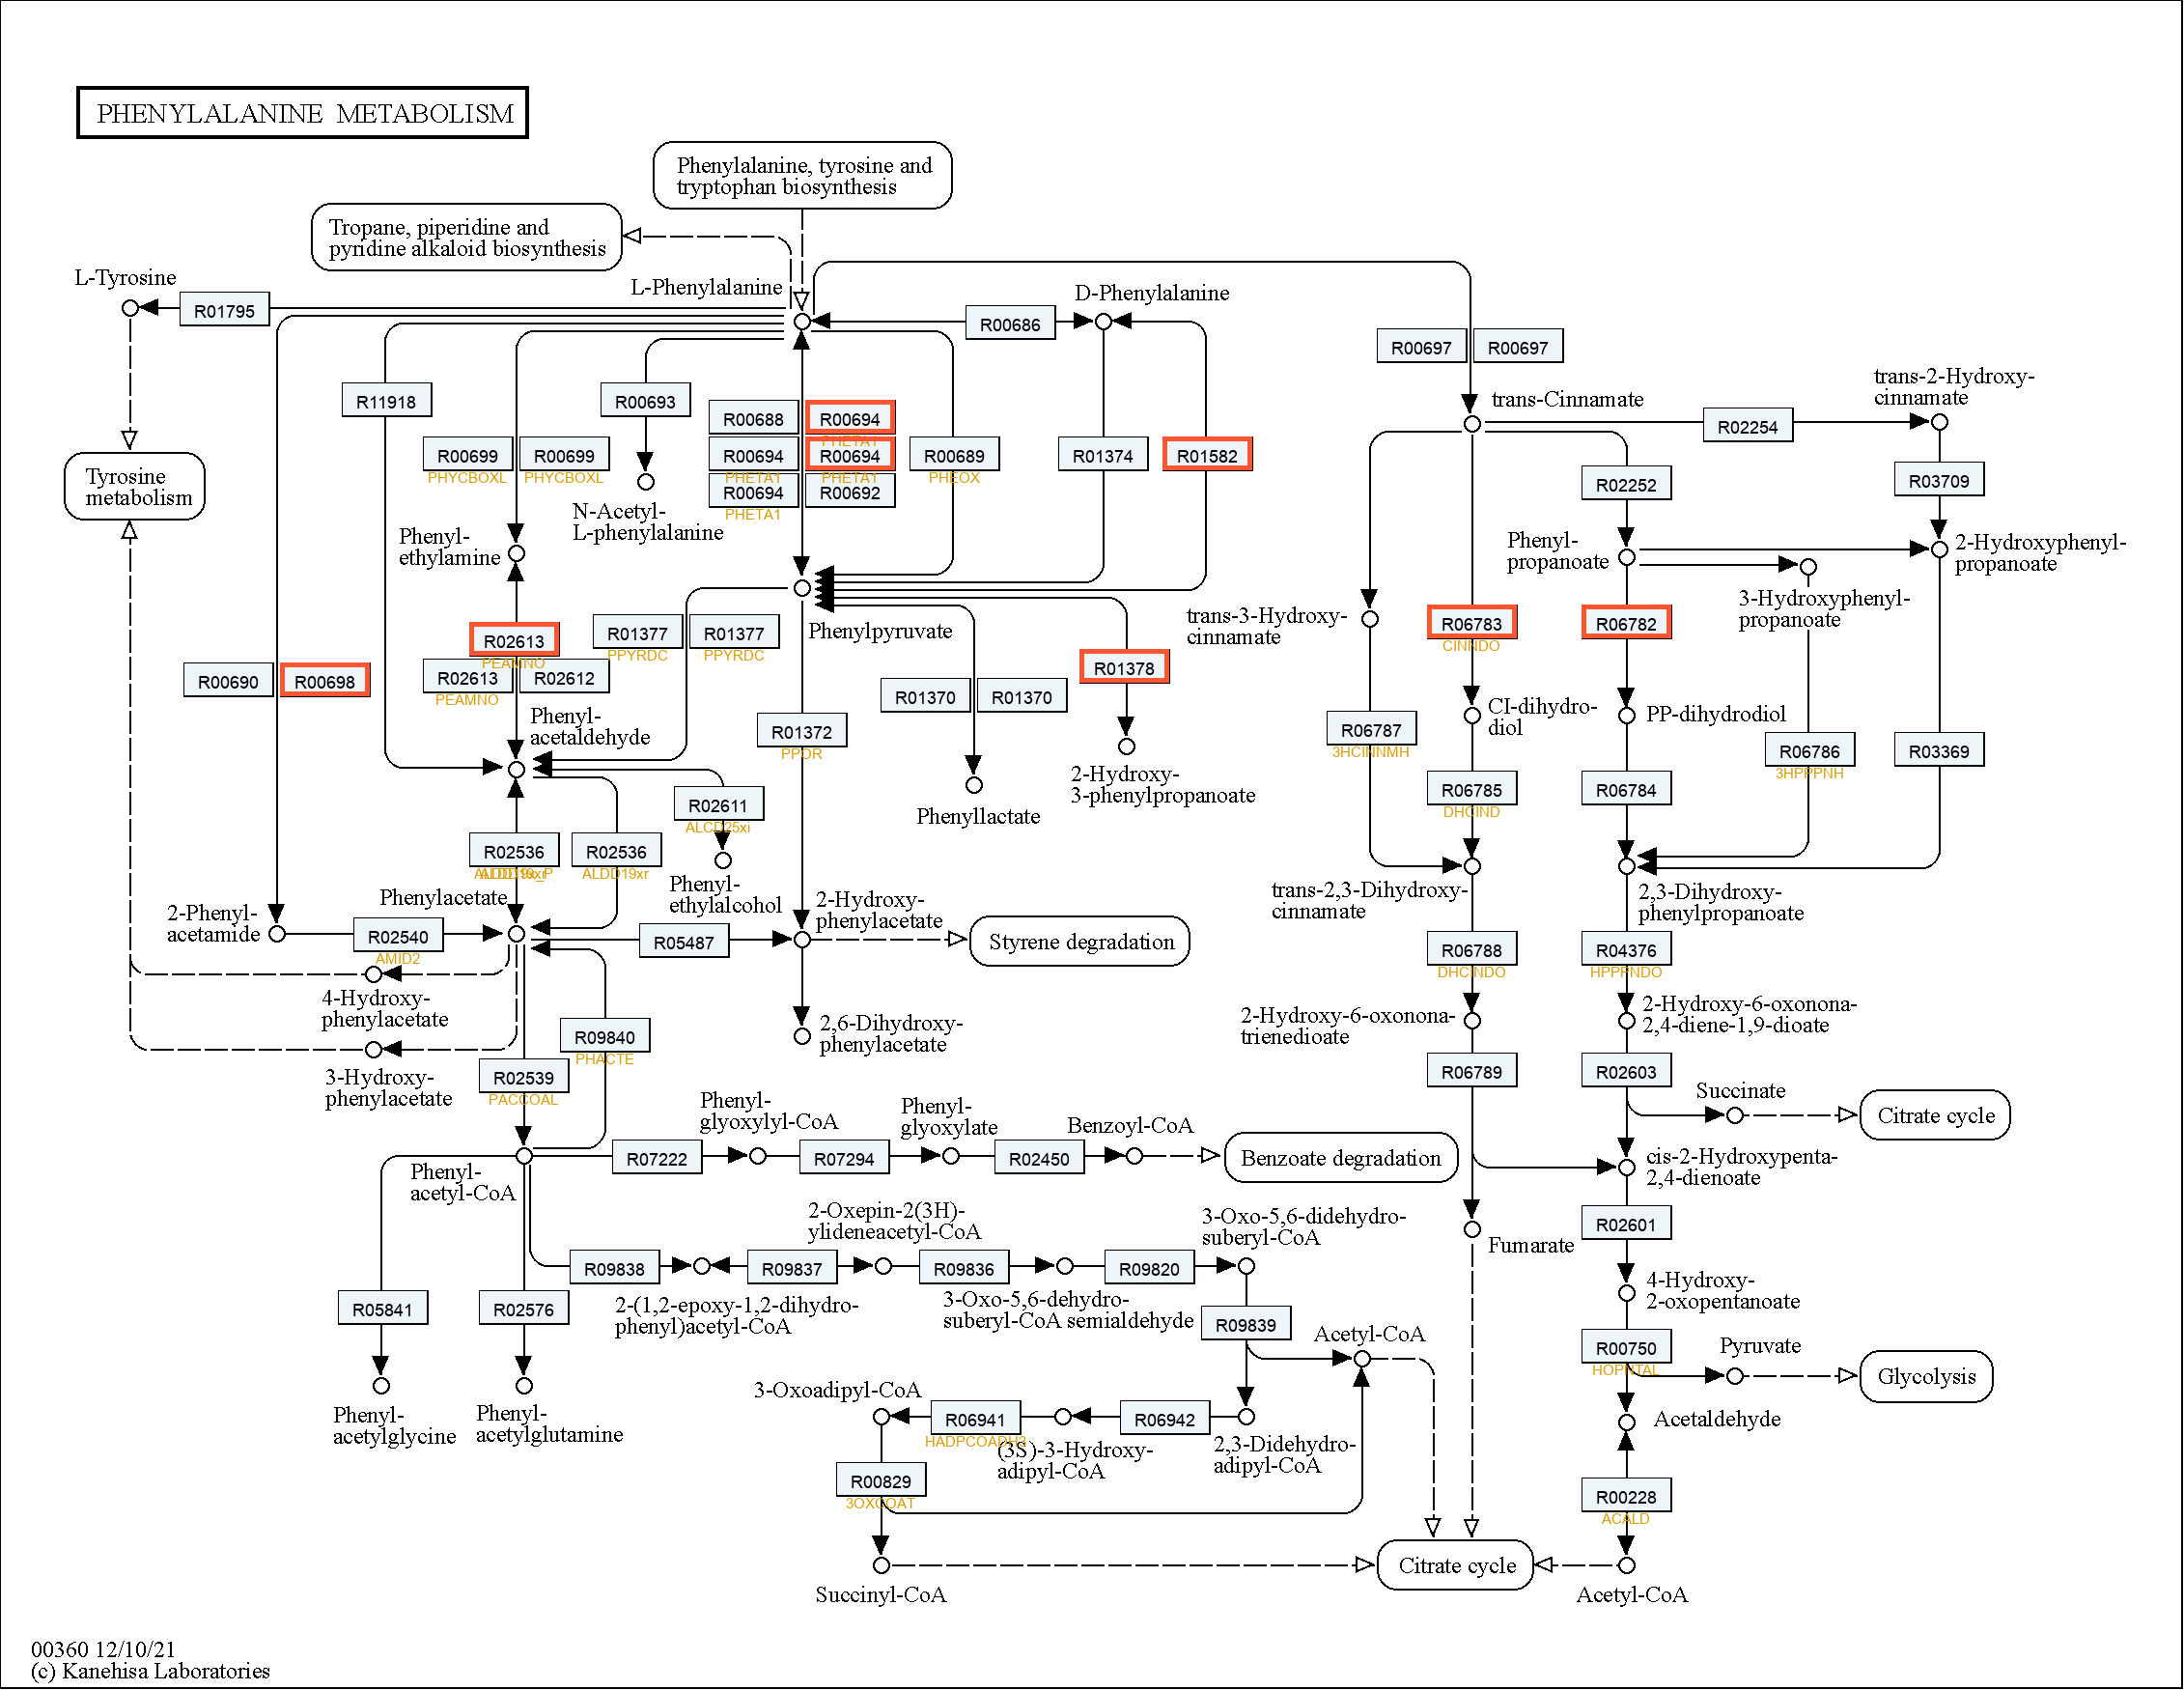 PHENYLALANINE METABOLISM
Phenylalanine, tyrosine and
tryptophan biosynthesis
Tropane, piperidine and
pyridine alkaloid biosynthesis
L-Tyrosine
L-Phenylalanine
D-Phenylalanine
R01795
R00686
R00697
R00697
R11918
R00693
R00688
R00694
PHETA1
trans-Cinnamate
trans-2-Hydroxy-
cinnamate
R02254
R00699
PHYCBOXL
R00699
PHYCBOXL
R00694
PHETA1
R00694
PHETA1
R00689
PHEOX
R01374
R01582
Tyrosine
metabolism
R00694
PHETA1
R00692
R02252
R03709
N-Acetyl-
L-phenylalanine
Phenyl-
ethylamine
Phenyl-
propanoate
2-Hydroxyphenyl-
propanoate
3-Hydroxyphenyl-
propanoate
Phenylpyruvate
trans-3-Hydroxy-
cinnamate
R02613
PEAMNO
R01377
PPYRDC
R01377
PPYRDC
R06783
CINNDO
R06782
R00690
R00698
R02613
PEAMNO
R02612
R01378
R01370
R01370
Phenyl-
acetaldehyde
R01372
PPOR
CI-dihydro-
diol
PP-dihydrodiol
R06787
3HCINNMH
R06786
3HPPPNH
R03369
2-Hydroxy-
3-phenylpropanoate
R02611
ALCD25xi
Phenyllactate
R06785
DHCIND
R06784
R02536
R02536
ALDD19xr
Phenyl-
ethylalcohol
2-Phenyl-
acetamide
Phenylacetate
2-Hydroxy-
phenylacetate
trans-2,3-Dihydroxy-
cinnamate
2,3-Dihydroxy-
phenylpropanoate
R02540
AMID2
R05487
Styrene degradation
R06788
DHCINDO
R04376
HPPPNDO
4-Hydroxy-
phenylacetate
2,6-Dihydroxy-
phenylacetate
2-Hydroxy-6-oxonona-
trienedioate
2-Hydroxy-6-oxonona-
2,4-diene-1,9-dioate
R09840
PHACTE
3-Hydroxy-
phenylacetate
R02539
PACCOAL
R06789
R02603
Succinate
Citrate cycle
Phenyl-
glyoxylyl-CoA
Phenyl-
glyoxylate
Benzoyl-CoA
Phenyl-
acetyl-CoA
R07222
R07294
R02450
Benzoate degradation
cis-2-Hydroxypenta-
2,4-dienoate
2-Oxepin-2(3H)-
ylideneacetyl-CoA
3-Oxo-5,6-didehydro-
suberyl-CoA
R02601
Fumarate
R09838
R09837
R09836
R09820
4-Hydroxy-
2-oxopentanoate
R05841
R02576
2-(1,2-epoxy-1,2-dihydro-
phenyl)acetyl-CoA
3-Oxo-5,6-dehydro-
suberyl-CoA semialdehyde
R09839
Acetyl-CoA
R00750
HOPNTAL
Pyruvate
Glycolysis
3-Oxoadipyl-CoA
Phenyl-
acetylglycine
Phenyl-
acetylglutamine
R06941
HADPCOADH3
R06942
(3S)-3-Hydroxy-
adipyl-CoA
2,3-Didehydro-
adipyl-CoA
Acetaldehyde
R00829
3OXCOAT
R00228
ACALD
Citrate cycle
Succinyl-CoA
Acetyl-CoA
00360 12/10/21
(c) Kanehisa Laboratories